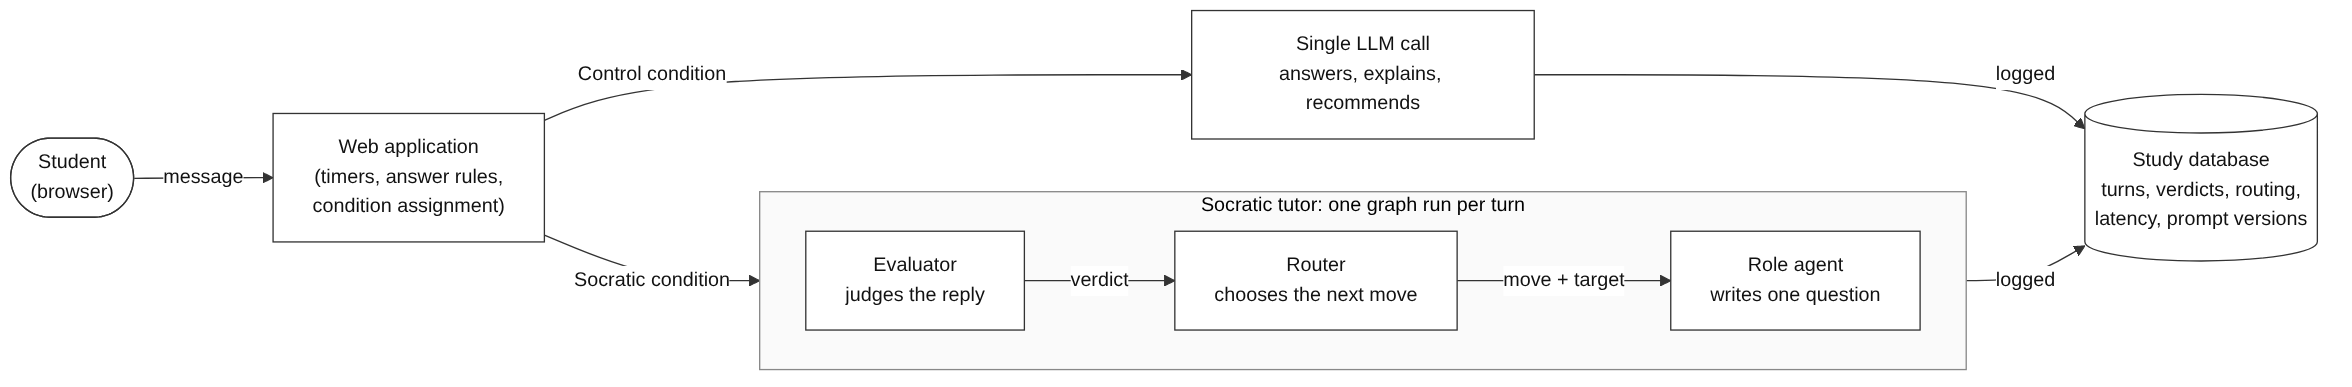 Student
(browser)
message
Web application
(timers, answer rules,
condition assignment)
Control condition
Single LLM call
answers, explains,
recommends
logged
Socratic condition
Socratic tutor: one graph run per turn
Evaluator
judges the reply
verdict
Router
chooses the next move
move + target
Role agent
writes one question
logged
Study database
turns, verdicts, routing,
latency, prompt versions